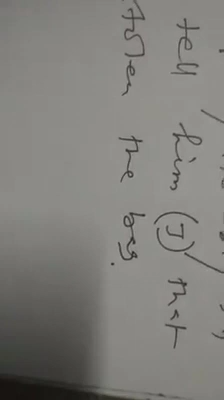 tell him (I) that
stolen the bag.